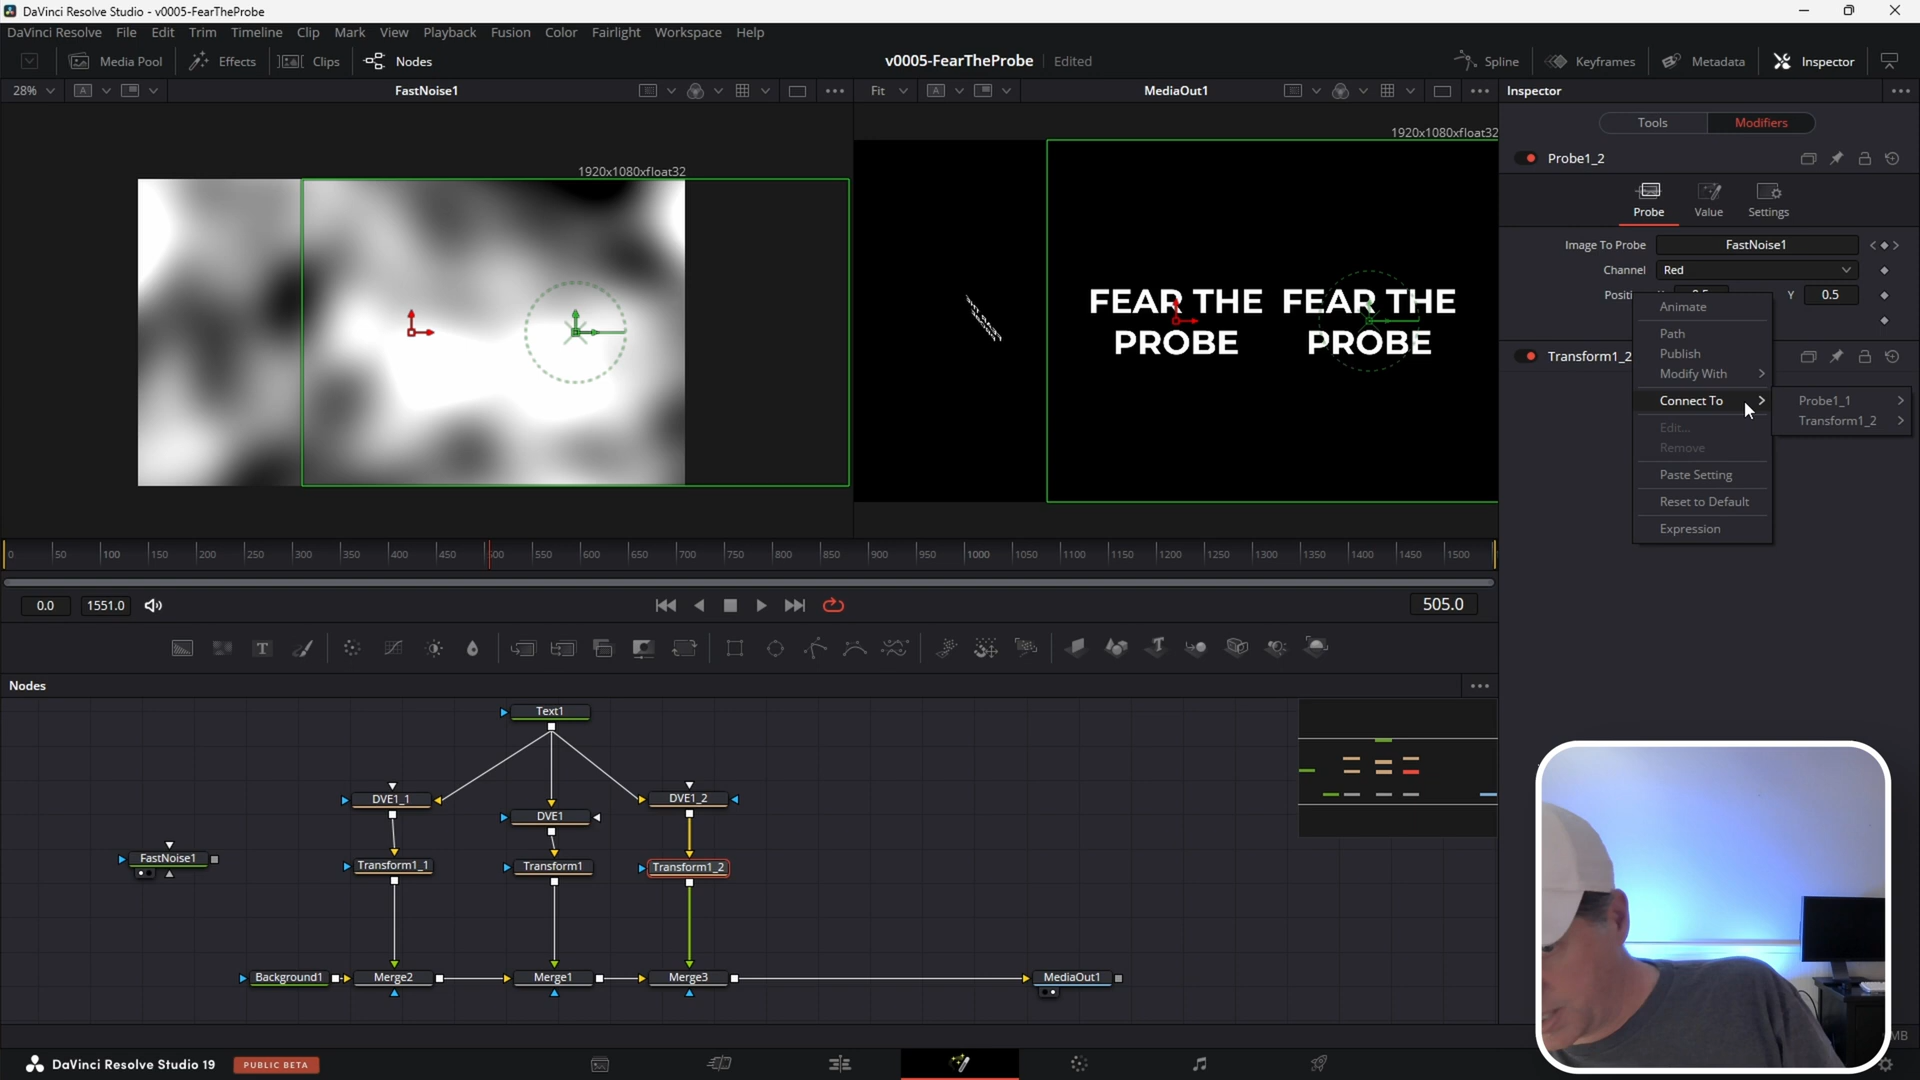 DaVinci Resolve Studio - v0005-FearTheProbe
DaVinci Resolve File Edit Trim Timeline Clip Mark View Playback Fusion Color Fairlight Workspace Help
Media Pool Effects Clips Nodes v0005-FearTheProbe Edited Spline Keyframes Metadata Inspector
28% A FastNoise1 Fit A MediaOut1 Inspector
1920x1080xfloat32
1920x1080xfloat32
FEAR THE
PROBE
FEAR THE
PROBE
Tools Modifiers
Probe1_2
Probe Value Settings
Image To Probe FastNoise1
Channel Red
Y 0.5
Transform1_2
Animate
Path
Publish
Modify With
Connect To
Edit...
Remove
Paste Setting
Reset to Default
Expression
Probe1_1
Transform1_2
0 50 100 150 200 250 300 350 400 450 550 600 650 700 750 800 850 900 950 1000 1050 1100 1150 1200 1250 1300 1350 1400 1450 1500
0.0 1551.0 505.0
Nodes
Text1
DVE1_1 DVE1 DVE1_2
FastNoise1 Transform1_1 Transform1 Transform1_2
Background1 Merge2 Merge1 Merge3 MediaOut1
DaVinci Resolve Studio 19 PUBLIC BETA
MB